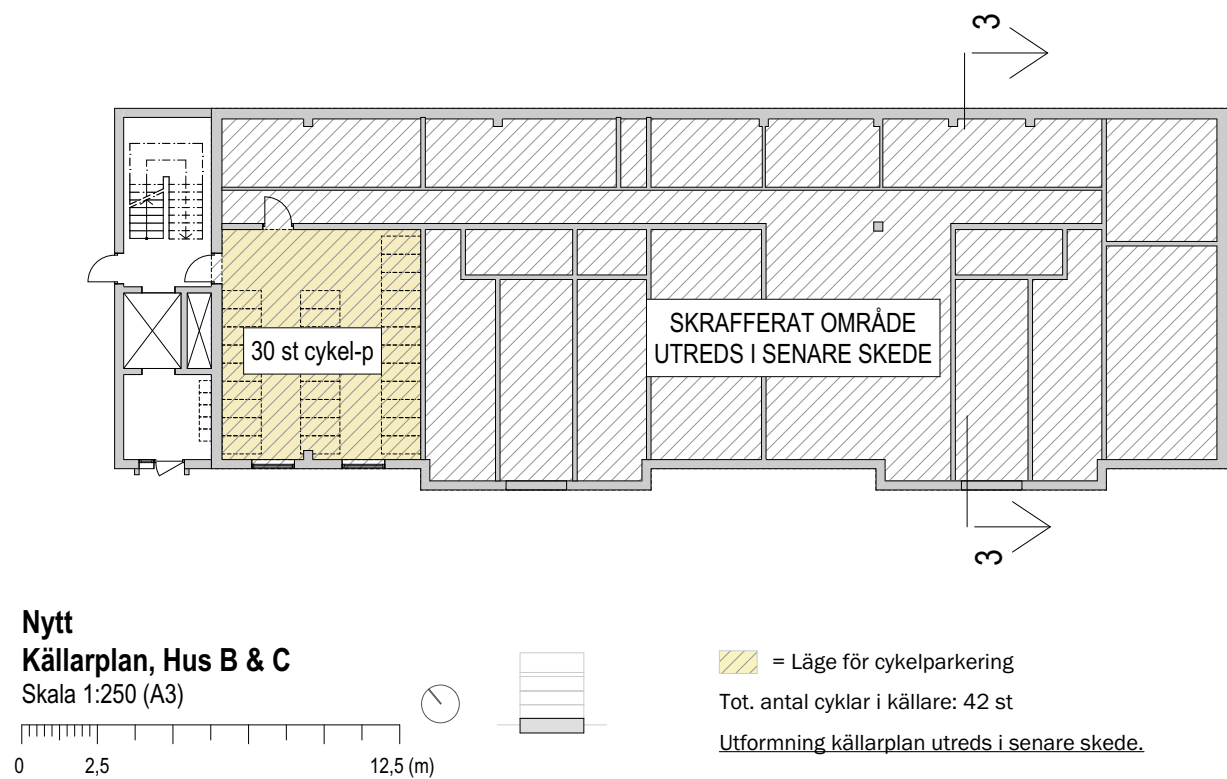 3
30 st cykel-p
SKRAFFERAT OMRÅDE
UTREDS I SENARE SKEDE
3
Nytt
Källarplan, Hus B & C
Skala 1:250 (A3)
0 2,5 12,5 (m)
= Läge för cykelparkering
Tot. antal cyklar i källare: 42 st
Utformning källarplan utreds i senare skede.